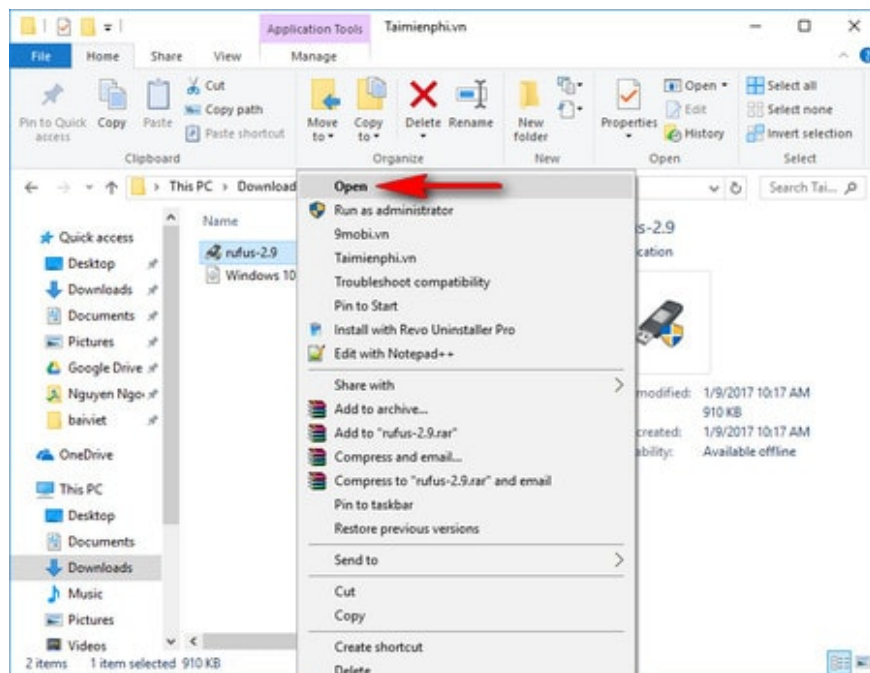 Application Tools Taimienphi.vn
File Home Share View Manage
Pin to Quick access
Copy
Paste
Cut
Copy path
Paste shortcut
Clipboard
Move to
Copy to
Delete
Rename
Organize
New folder
New
Properties
Open
Edit
History
Open
Select all
Select none
Invert selection
Select
This PC Download
Search Tai...
Quick access
Desktop
Downloads
Documents
Pictures
Google Drive
Nguyen Ngo
baiviet
OneDrive
This PC
Desktop
Documents
Downloads
Music
Pictures
Videos
Name
rufus-2.9
Windows 10
Open
Run as administrator
9mobi.vn
Taimienphi.vn
Troubleshoot compatibility
Pin to Start
Install with Revo Uninstaller Pro
Edit with Notepad++
Share with
Add to archive...
Add to "rufus-2.9.rar"
Compress and email...
Compress to "rufus-2.9.rar" and email
Pin to taskbar
Restore previous versions
Send to
Cut
Copy
Create shortcut
Delete
s-2.9
cation
modified: 1/9/2017 10:17 AM
910 KB
created: 1/9/2017 10:17 AM
ability: Available offline
2 items 1 item selected 910 KB